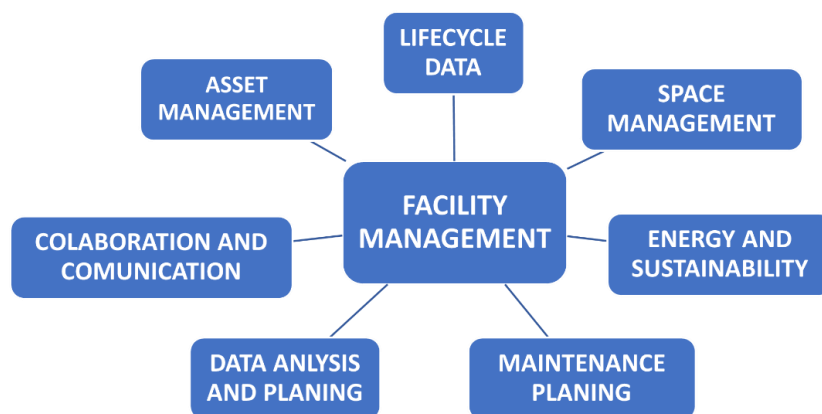 LIFECYCLE
DATA
ASSET
MANAGEMENT
SPACE
MANAGEMENT
FACILITY
MANAGEMENT
COLABORATION AND
COMUNICATION
ENERGY AND
SUSTAINABILITY
DATA ANLYSIS
AND PLANING
MAINTENANCE
PLANING